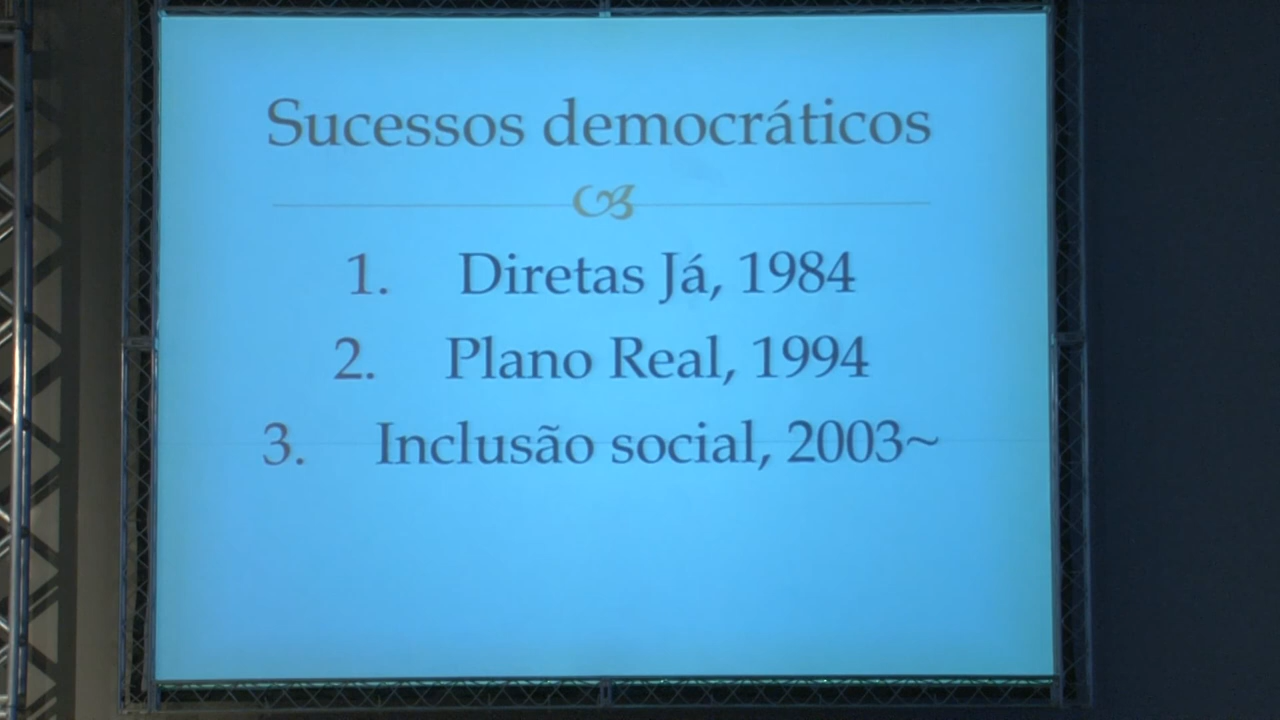 Sucessos democráticos
1. Diretas Já, 1984
2. Plano Real, 1994
3. Inclusão social, 2003~